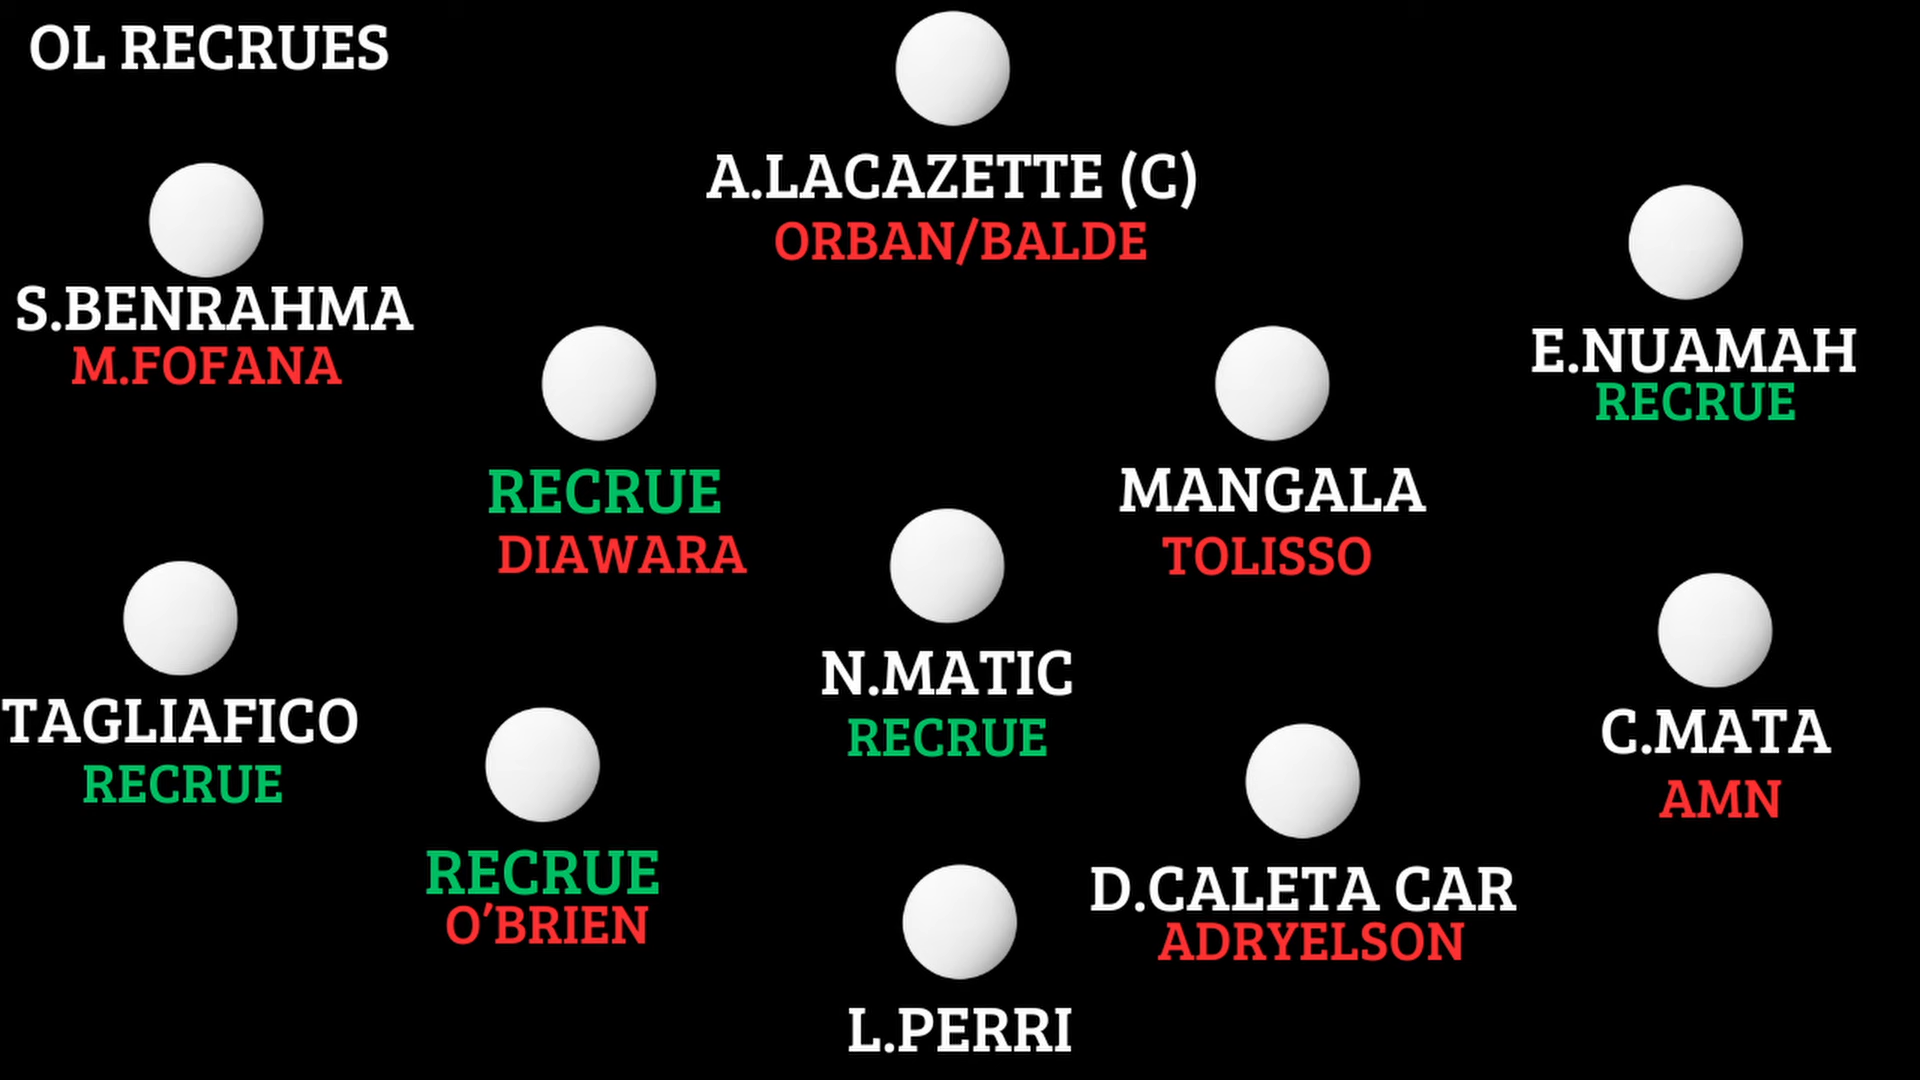 OL RECRUES
A.LACAZETTE (C)
ORBAN/BALDE
S.BENRAHMA
M.FOFANA
E.NUAMAH
RECRUE
RECRUE
DIAWARA
MANGALA
TOLISSO
N.MATIC
RECRUE
TAGLIAFICO
RECRUE
C.MATA
AMN
RECRUE
O'BRIEN
D.CALETA CAR
ADRYELSON
L.PERRI